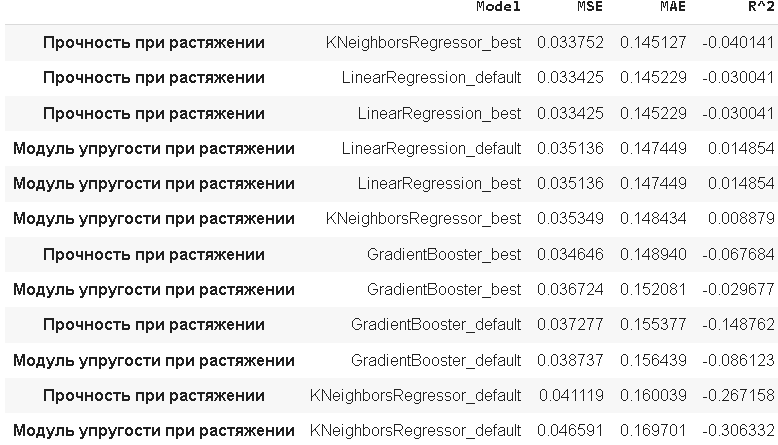 Model MSE MAE R^2
Прочность при растяжении KNeighborsRegressor_best 0.033752 0.145127 -0.040141
Прочность при растяжении LinearRegression_default 0.033425 0.145229 -0.030041
Прочность при растяжении LinearRegression_best 0.033425 0.145229 -0.030041
Модуль упругости при растяжении LinearRegression_default 0.035136 0.147449 0.014854
Модуль упругости при растяжении LinearRegression_best 0.035136 0.147449 0.014854
Модуль упругости при растяжении KNeighborsRegressor_best 0.035349 0.148434 0.008879
Прочность при растяжении GradientBooster_best 0.034646 0.148940 -0.067684
Модуль упругости при растяжении GradientBooster_best 0.036724 0.152081 -0.029677
Прочность при растяжении GradientBooster_default 0.037277 0.155377 -0.148762
Модуль упругости при растяжении GradientBooster_default 0.038737 0.156439 -0.086123
Прочность при растяжении KNeighborsRegressor_default 0.041119 0.160039 -0.267158
Модуль упругости при растяжении KNeighborsRegressor_default 0.046591 0.169701 -0.306332